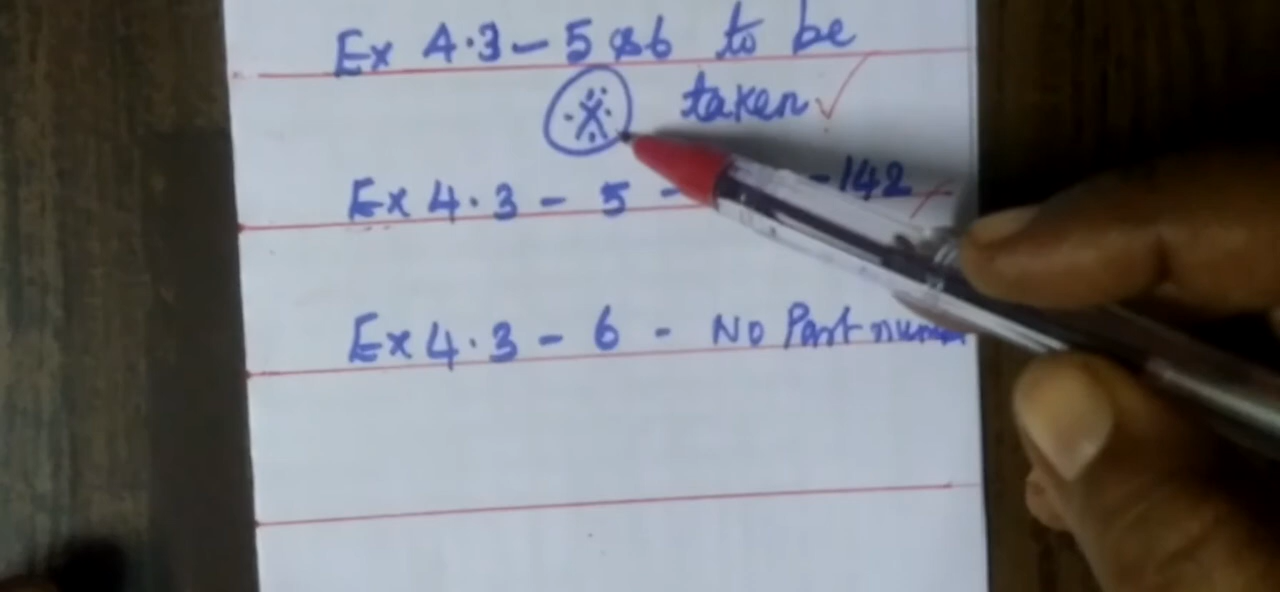 Ex 4.3 - 5 & 6 to be
taken ✓
Ex 4.3 - 5 - - 142
Ex 4.3 - 6 - No Part